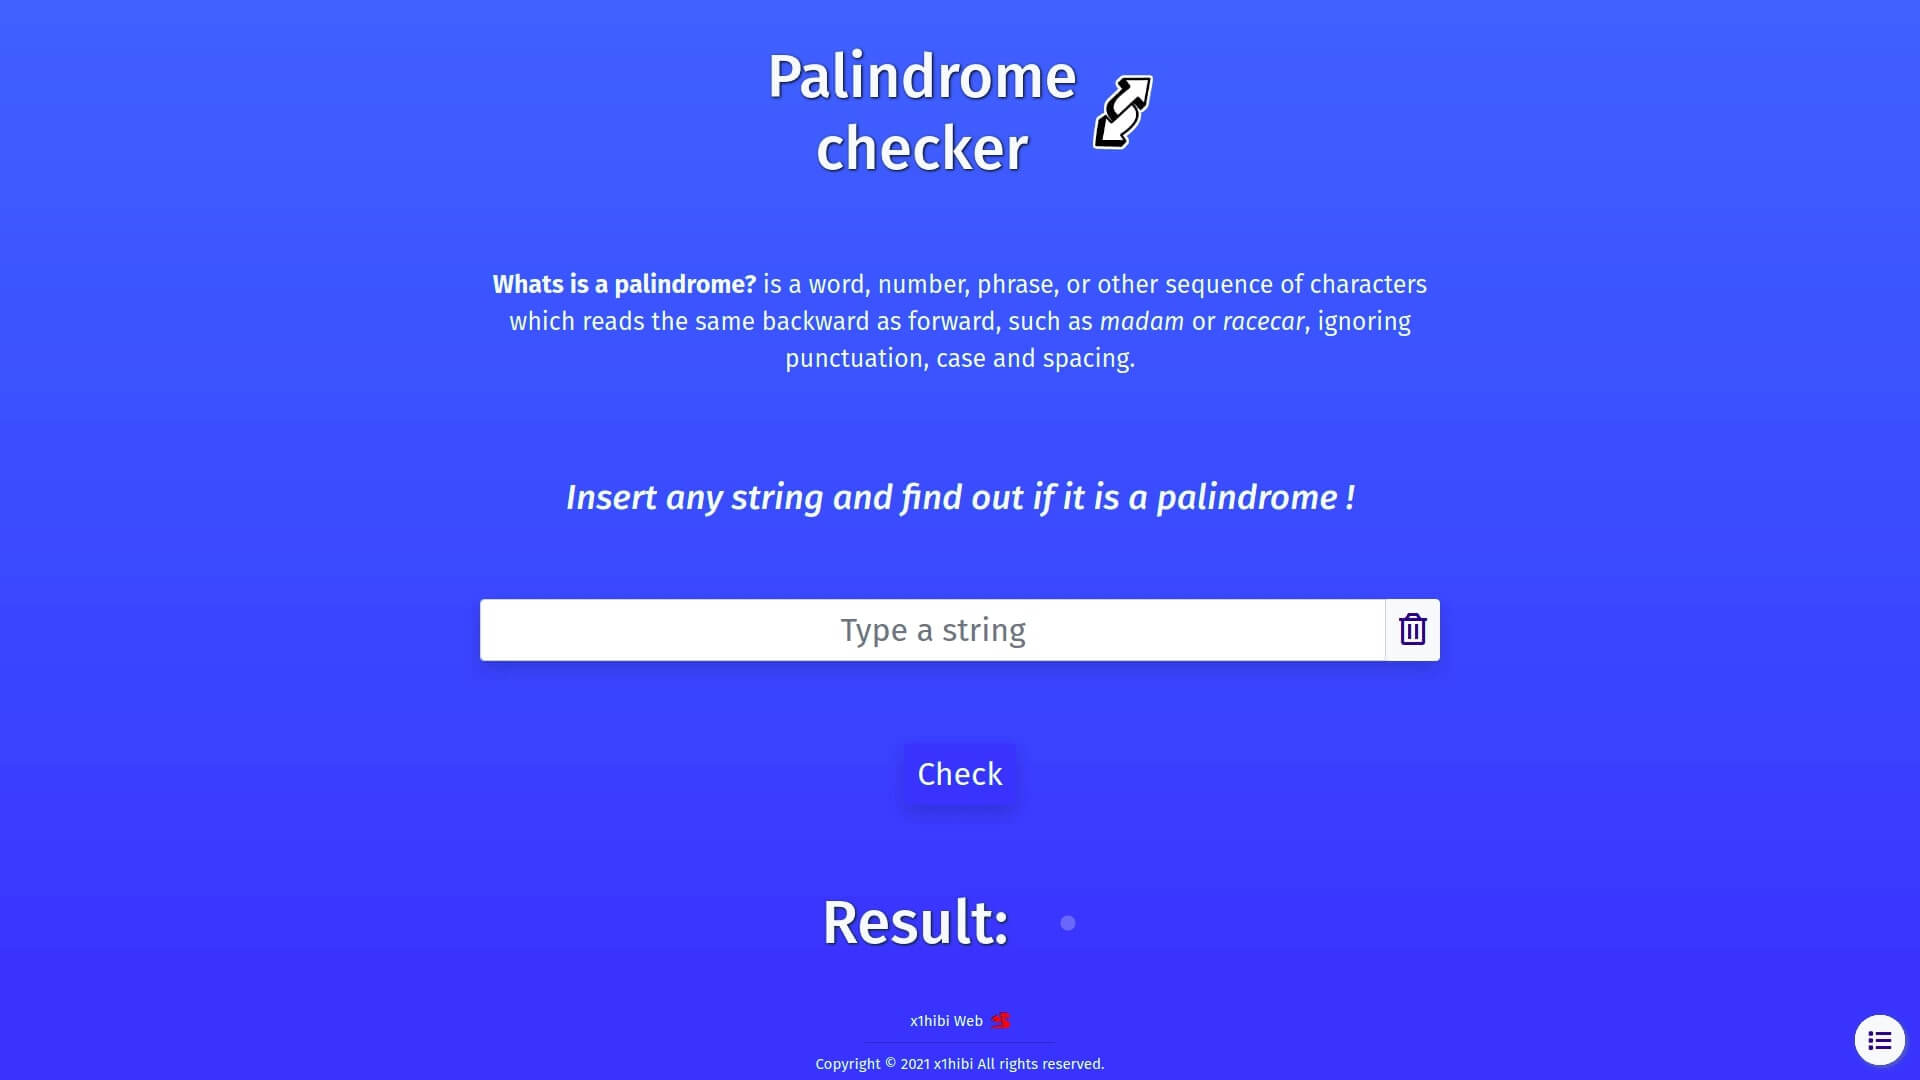 Palindrome
checker
Whats is a palindrome? is a word, number, phrase, or other sequence of characters
which reads the same backward as forward, such as madam or racecar, ignoring
punctuation, case and spacing.
Insert any string and find out if it is a palindrome !
Type a string
Check
Result:
x1hibi Web
Copyright © 2021 x1hibi All rights reserved.